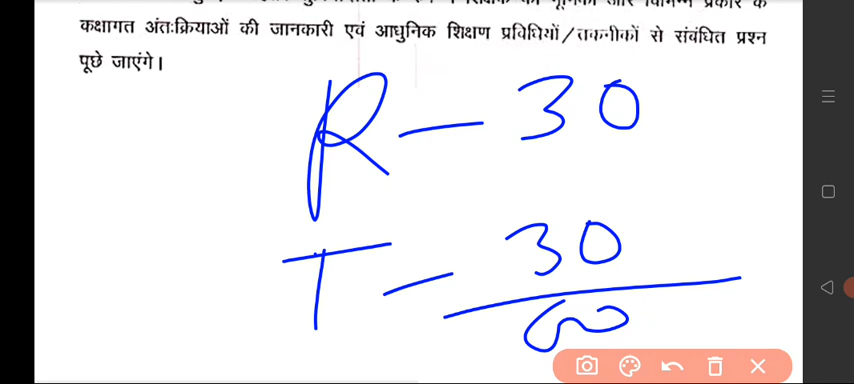 कक्षागत अंतःक्रियाओं की जानकारी एवं आधुनिक शिक्षण प्रविधियों/तकनीकों से संबंधित प्रश्न
पूछे जाएंगे।
R — 30
T — 30
60